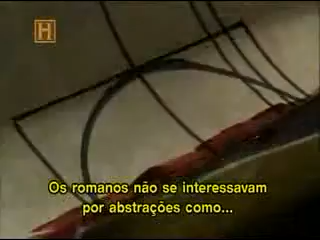 H
Os romanos não se interessavam
por abstrações como...